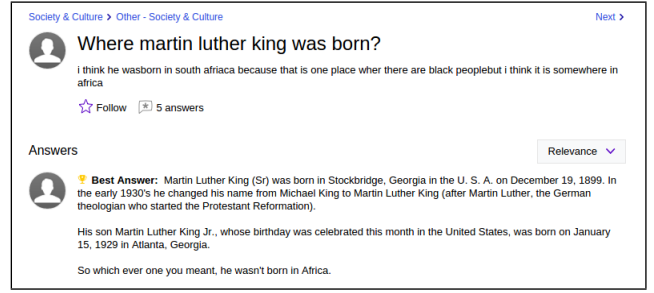 Society & Culture > Other - Society & Culture
Next >
Where martin luther king was born?
i think he wasborn in south afriaca because that is one place wher there are black peoplebut i think it is somewhere in
africa
Follow 5 answers
Answers
Relevance
Best Answer: Martin Luther King (Sr) was born in Stockbridge, Georgia in the U. S. A. on December 19, 1899. In
the early 1930's he changed his name from Michael King to Martin Luther King (after Martin Luther, the German
theologian who started the Protestant Reformation).
His son Martin Luther King Jr., whose birthday was celebrated this month in the United States, was born on January
15, 1929 in Atlanta, Georgia.
So which ever one you meant, he wasn't born in Africa.